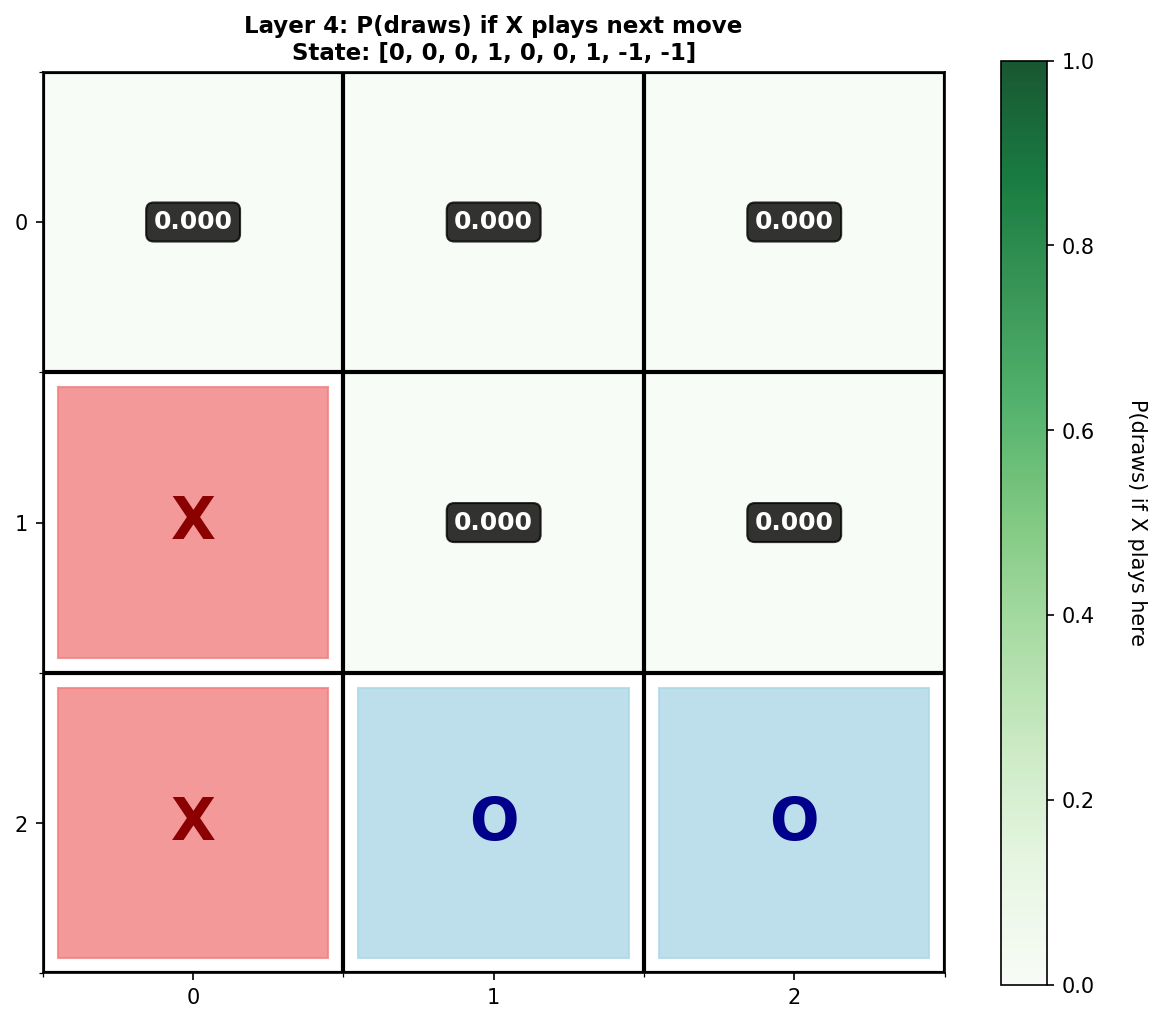 Layer 4: P(draws) if X plays next move
State: [0, 0, 0, 1, 0, 0, 1, -1, -1]
0
0.000
0.000
0.000
1
X
0.000
0.000
2
X
O
O
0
1
2
1.0
0.8
0.6
0.4
0.2
0.0
P(draws) if X plays here